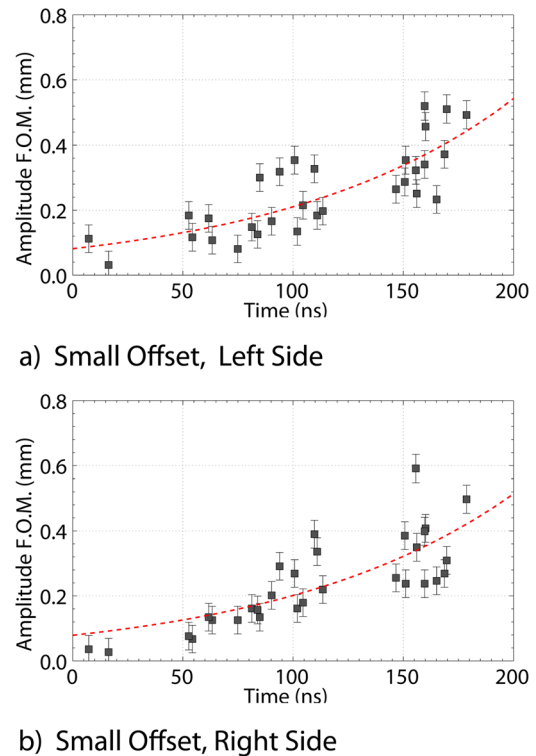 0.8
0.6
0.4
0.2
0.0
Amplitude F.O.M. (mm)
0 50 100 150 200
Time (ns)
a) Small Offset, Left Side
0.8
0.6
0.4
0.2
0.0
Amplitude F.O.M. (mm)
0 50 100 150 200
Time (ns)
b) Small Offset, Right Side